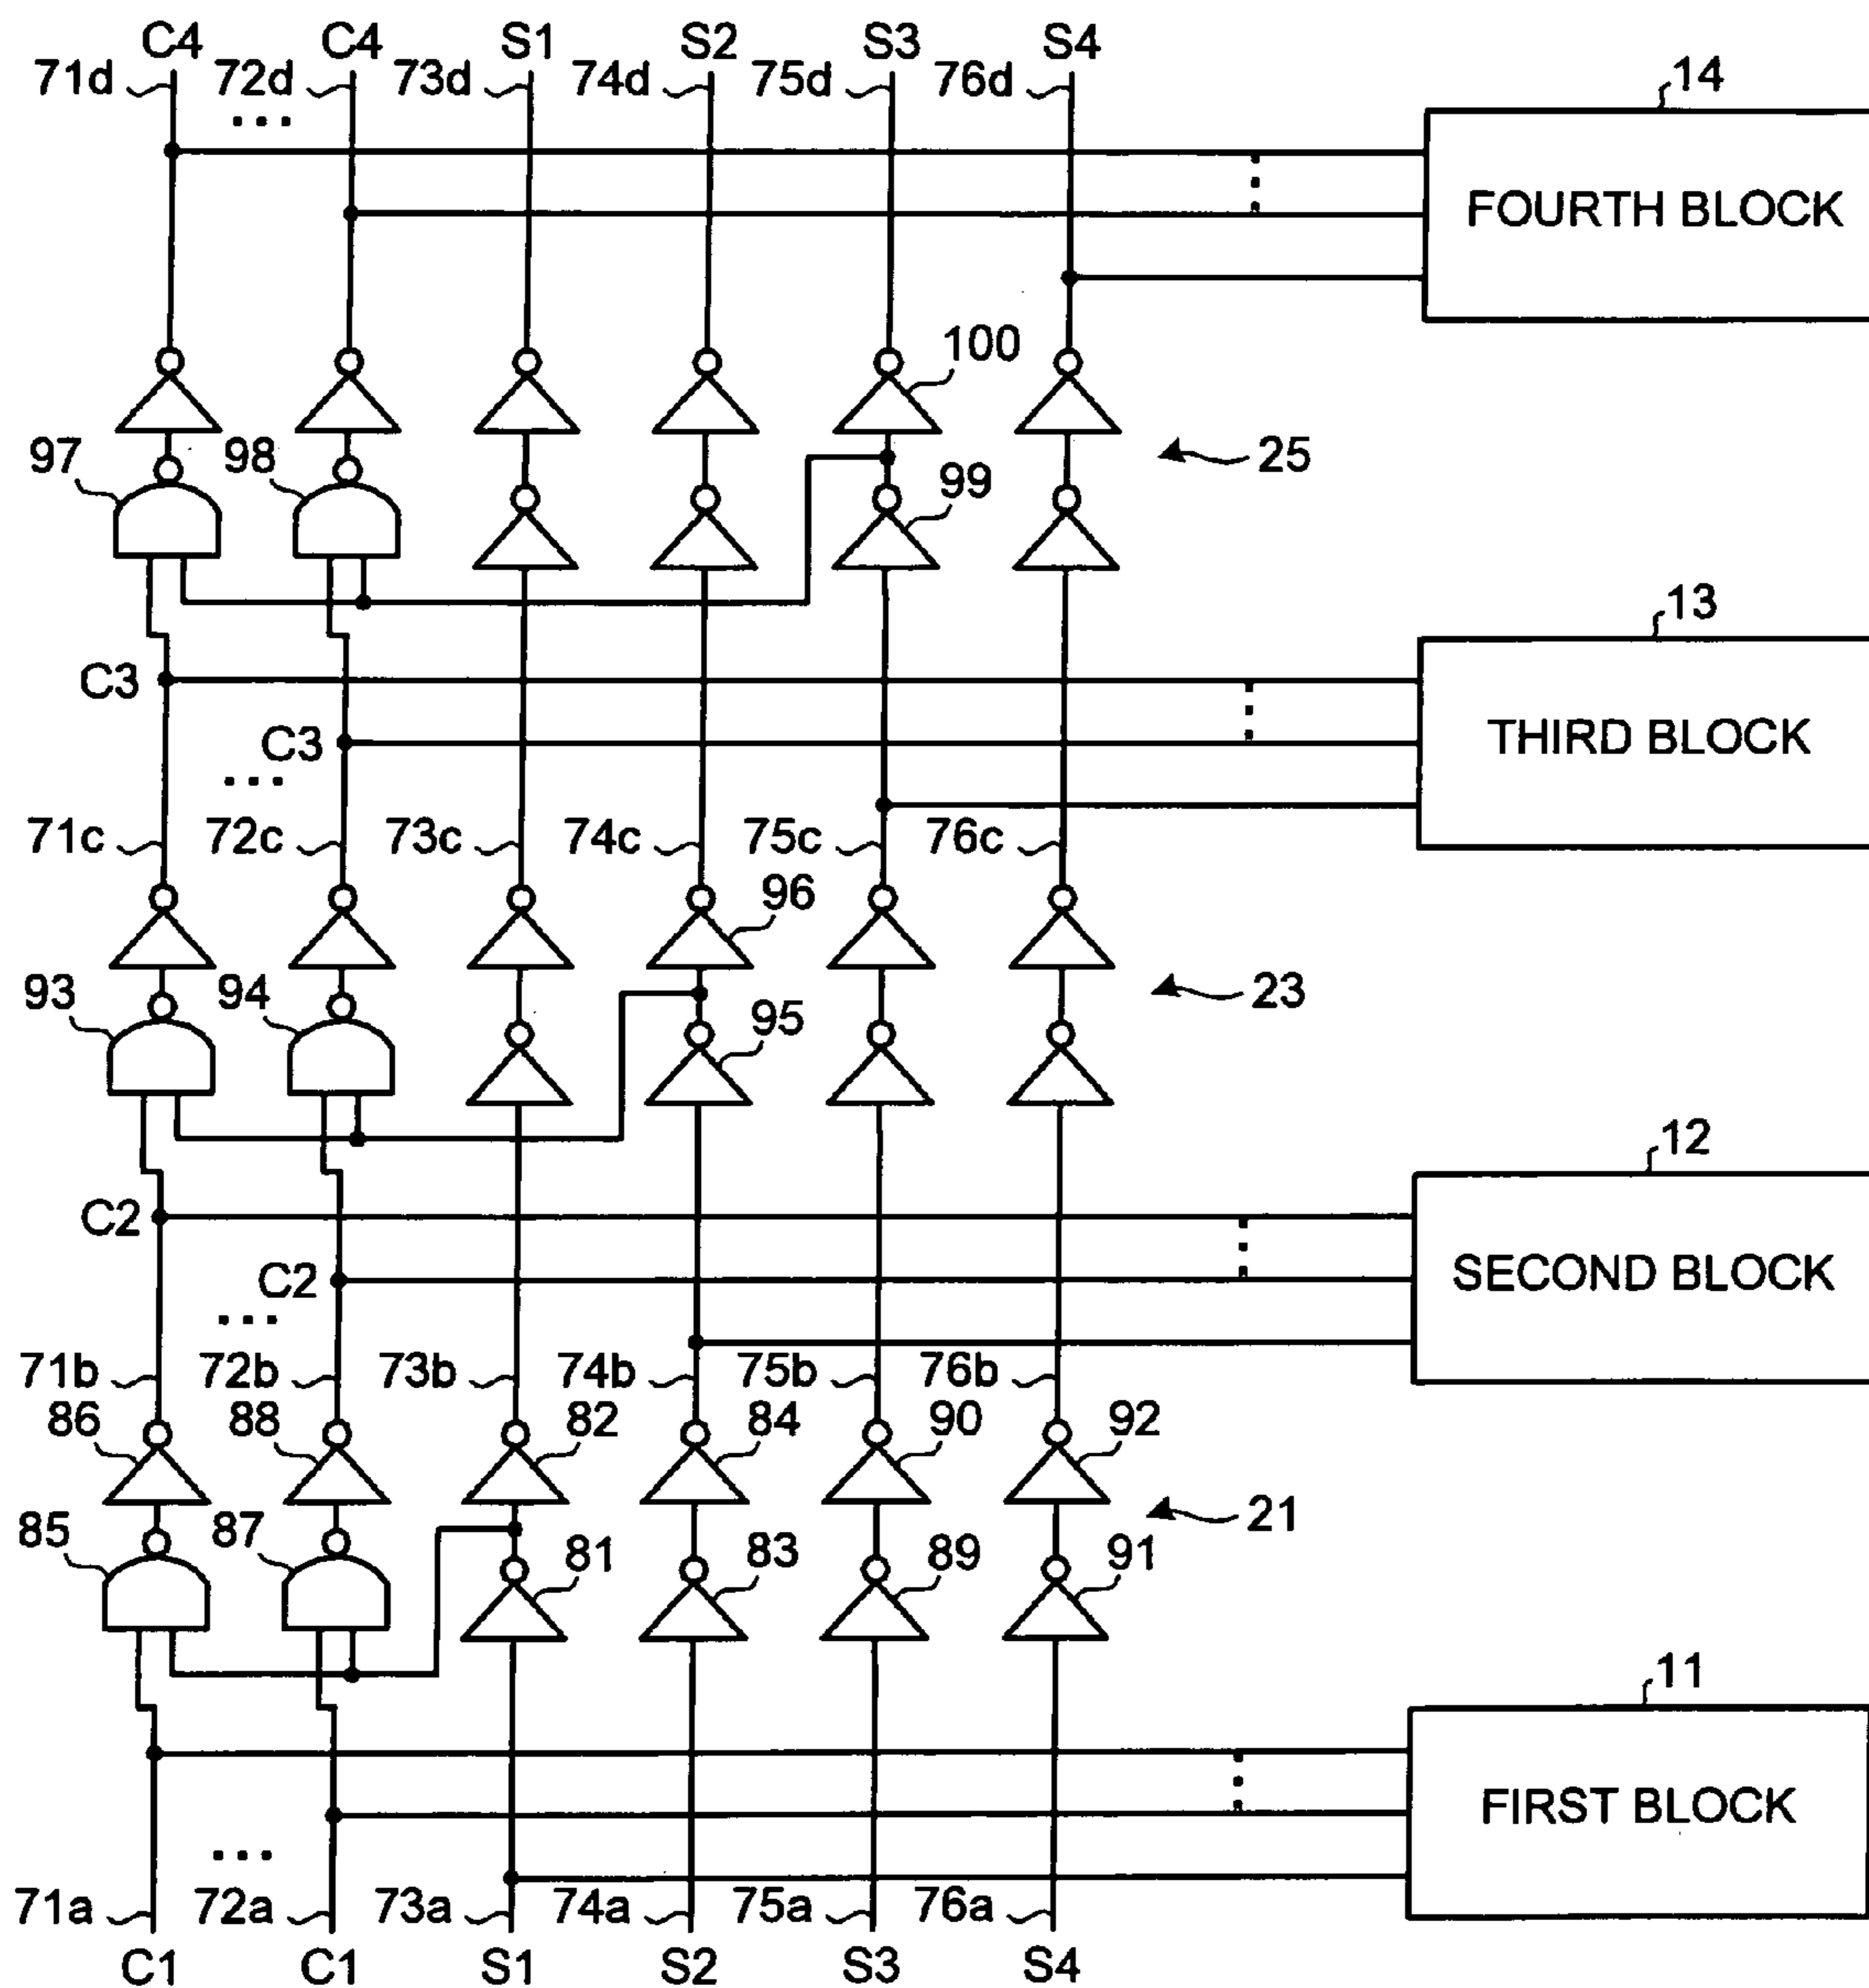 C4 C4 S1 S2 S3 S4
71d 72d 73d 74d 75d 76d 14
... FOURTH BLOCK
100
97 98 25
99
13
C3 THIRD BLOCK
C3
...
71c 72c 73c 74c 75c 76c
96
93 94 23
95
12
C2 SECOND BLOCK
C2
...
71b 72b 73b 74b 75b 76b
86 88 82 84 90 92
21
85 87 81 83 89 91
11
FIRST BLOCK
...
71a 72a 73a 74a 75a 76a
C1 C1 S1 S2 S3 S4